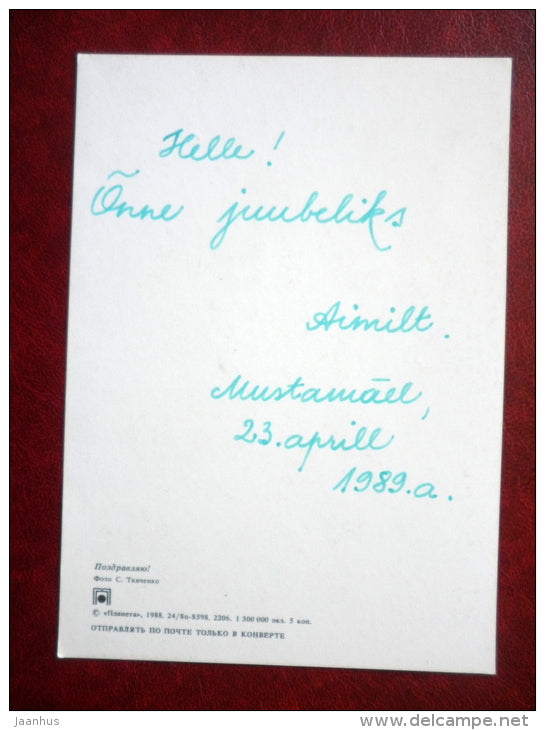 Helle!
Õnne juubeliks
Aimilt.
Mustamäel,
23. aprill
1989.a.
Поздравляю!
Фото С. Ткаченко
© «Планета», 1988. 24/8п-8598. 2206. 1 300 000 экз. 5 коп.
ОТПРАВЛЯТЬ ПО ПОЧТЕ ТОЛЬКО В КОНВЕРТЕ
jaanhus
www.delcampe.net